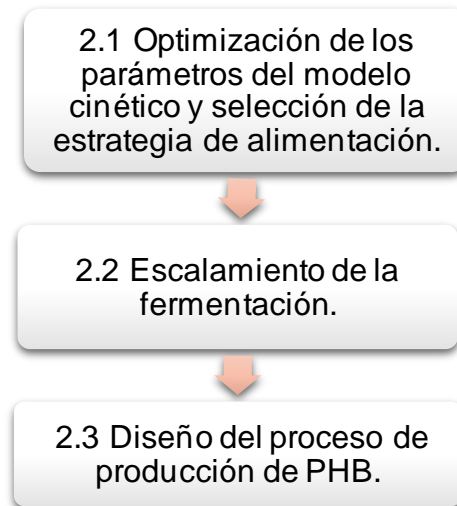 2.1 Optimización de los
parámetros del modelo
cinético y selección de la
estrategia de alimentación.
2.2 Escalamiento de la
fermentación.
2.3 Diseño del proceso de
producción de PHB.